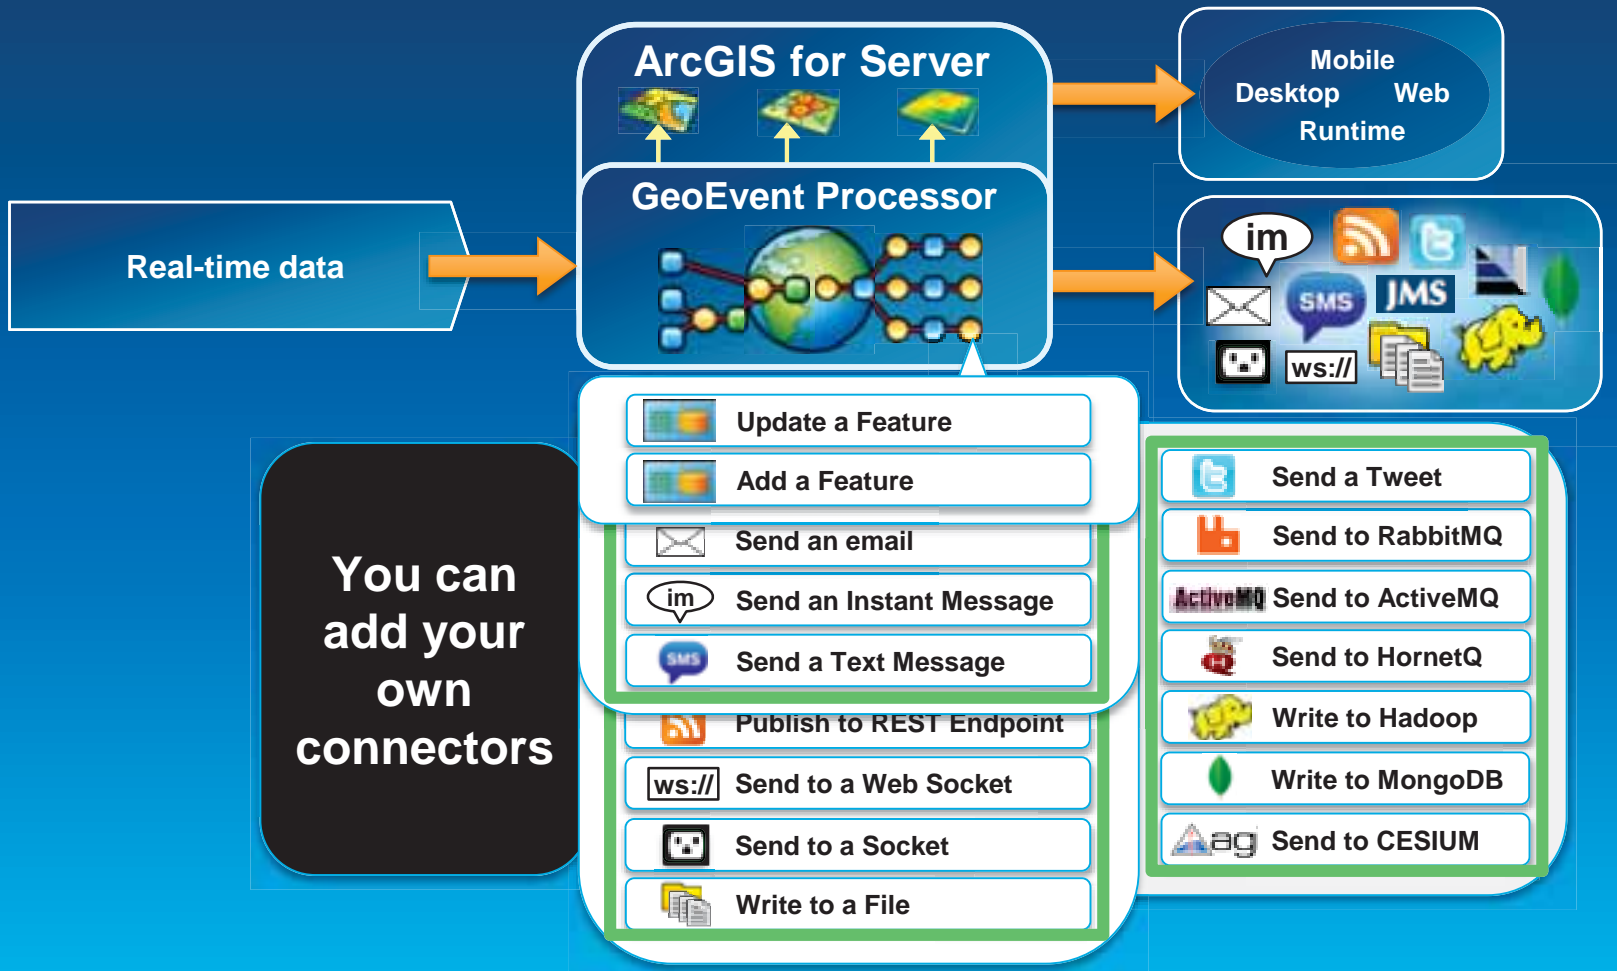 ArcGIS for Server
Mobile
Desktop Web
Runtime
GeoEvent Processor
Real-time data
im
SMS
JMS
ws://
Update a Feature
Add a Feature
Send an email
im Send an Instant Message
SMS Send a Text Message
Publish to REST Endpoint
ws:// Send to a Web Socket
Send to a Socket
Write to a File
You can
add your
own
connectors
Send a Tweet
Send to RabbitMQ
ActiveMQ Send to ActiveMQ
H Send to HornetQ
Write to Hadoop
Write to MongoDB
ag Send to CESIUM